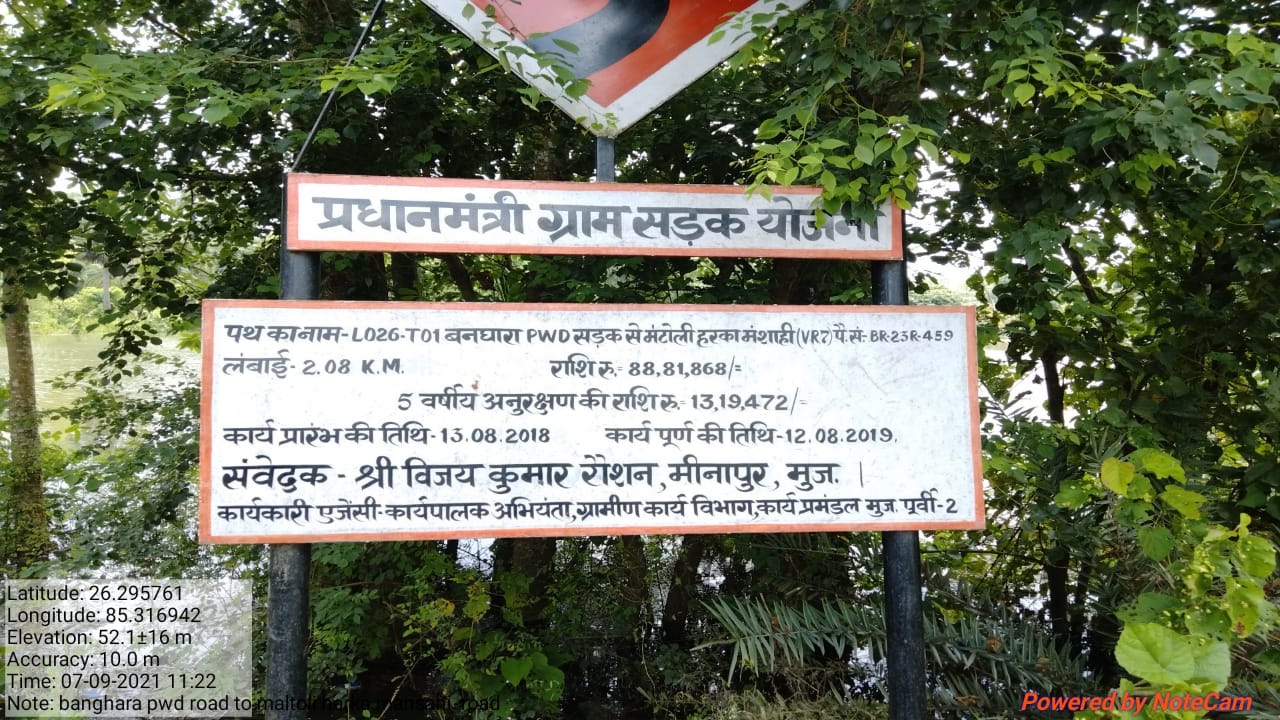 प्रधानमंत्री ग्राम सड़क योजना
पथ का नाम-L026-T01 बनघारा PWD सड़क से मंटोली हरका मंशाही (VR7) पै.सं:- BR-23R-459
लंबाई- 2.08 K.M. राशि रु.- 88,81,868/=
5 वर्षीय अनुरक्षण की राशि रु.- 13,19,472/=
कार्य प्रारंभ की तिथि-13.08.2018 कार्य पूर्ण की तिथि-12.08.2019.
संवेदक - श्री विजय कुमार रौशन, मीनापुर, मुज. |
कार्यकारी एजेंसी-कार्यपालक अभियंता, ग्रामीण कार्य विभाग, कार्य प्रमंडल मुज. पूर्वी-2
Latitude: 26.295761
Longitude: 85.316942
Elevation: 52.1±16 m
Accuracy: 10.0 m
Time: 07-09-2021 11:22
Note: banghara pwd road to road
Powered by NoteCam